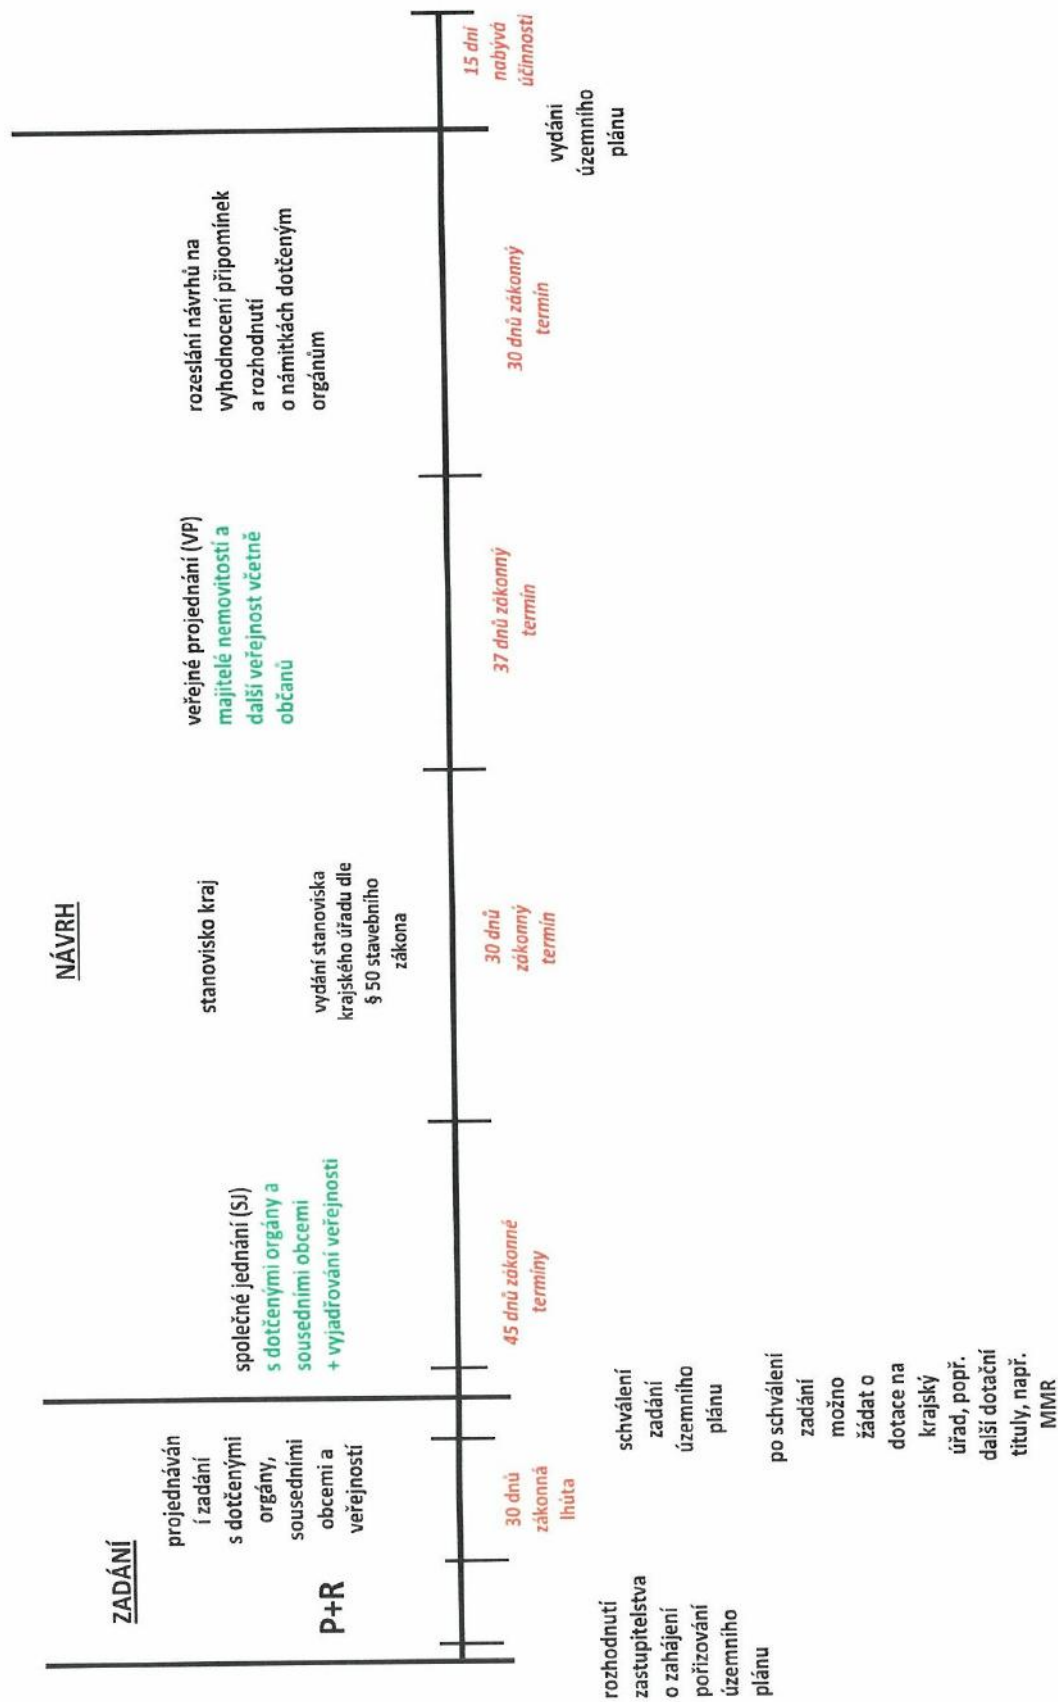 ZADÁNÍ
P+R
projednáván
í zadání
s dotčenými
orgány,
sousedními
obcemi a
veřejností
30 dnů
zákonná
lhůta
rozhodnutí
zastupitelstva
o zahájení
pořizování
územního
plánu
schválení
zadání
územního
plánu
po schválení
zadání
možno
žádat o
dotace na
krajský
úřad, popř.
další dotační
tituly, např.
MMR
NÁVRH
společné jednání (SJ)
s dotčenými orgány a
sousedními obcemi
+ vyjadřování veřejnosti
45 dnů zákonné
termíny
stanovisko kraj
vydání stanoviska
krajského úřadu dle
§ 50 stavebního
zákona
30 dnů
zákonný
termín
veřejné projednání (VP)
majitelé nemovitostí a
další veřejnost včetně
občanů
37 dnů zákonný
termín
rozeslání návrhů na
vyhodnocení připomínek
a rozhodnutí
o námitkách dotčeným
orgánům
30 dnů zákonný
termín
vydání
územního
plánu
15 dní
nabývá
účinnosti